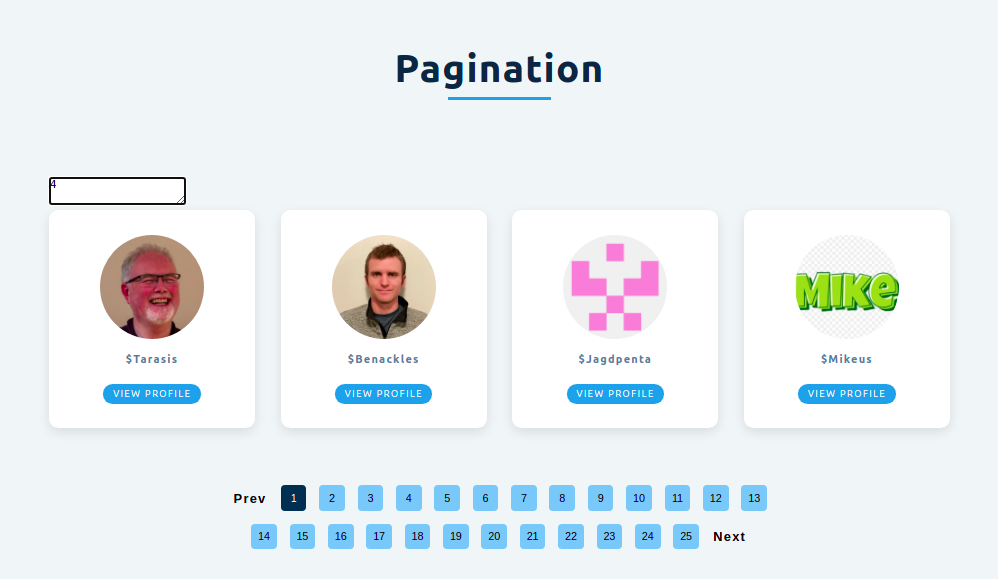 Pagination
4
$Tarasis
$Benackles
$Jagdpenta
MIKe
$Mikeus
VIEW PROFILE
VIEW PROFILE
VIEW PROFILE
VIEW PROFILE
Prev 1 2 3 4 5 6 7 8 9 10 11 12 13
14 15 16 17 18 19 20 21 22 23 24 25 Next